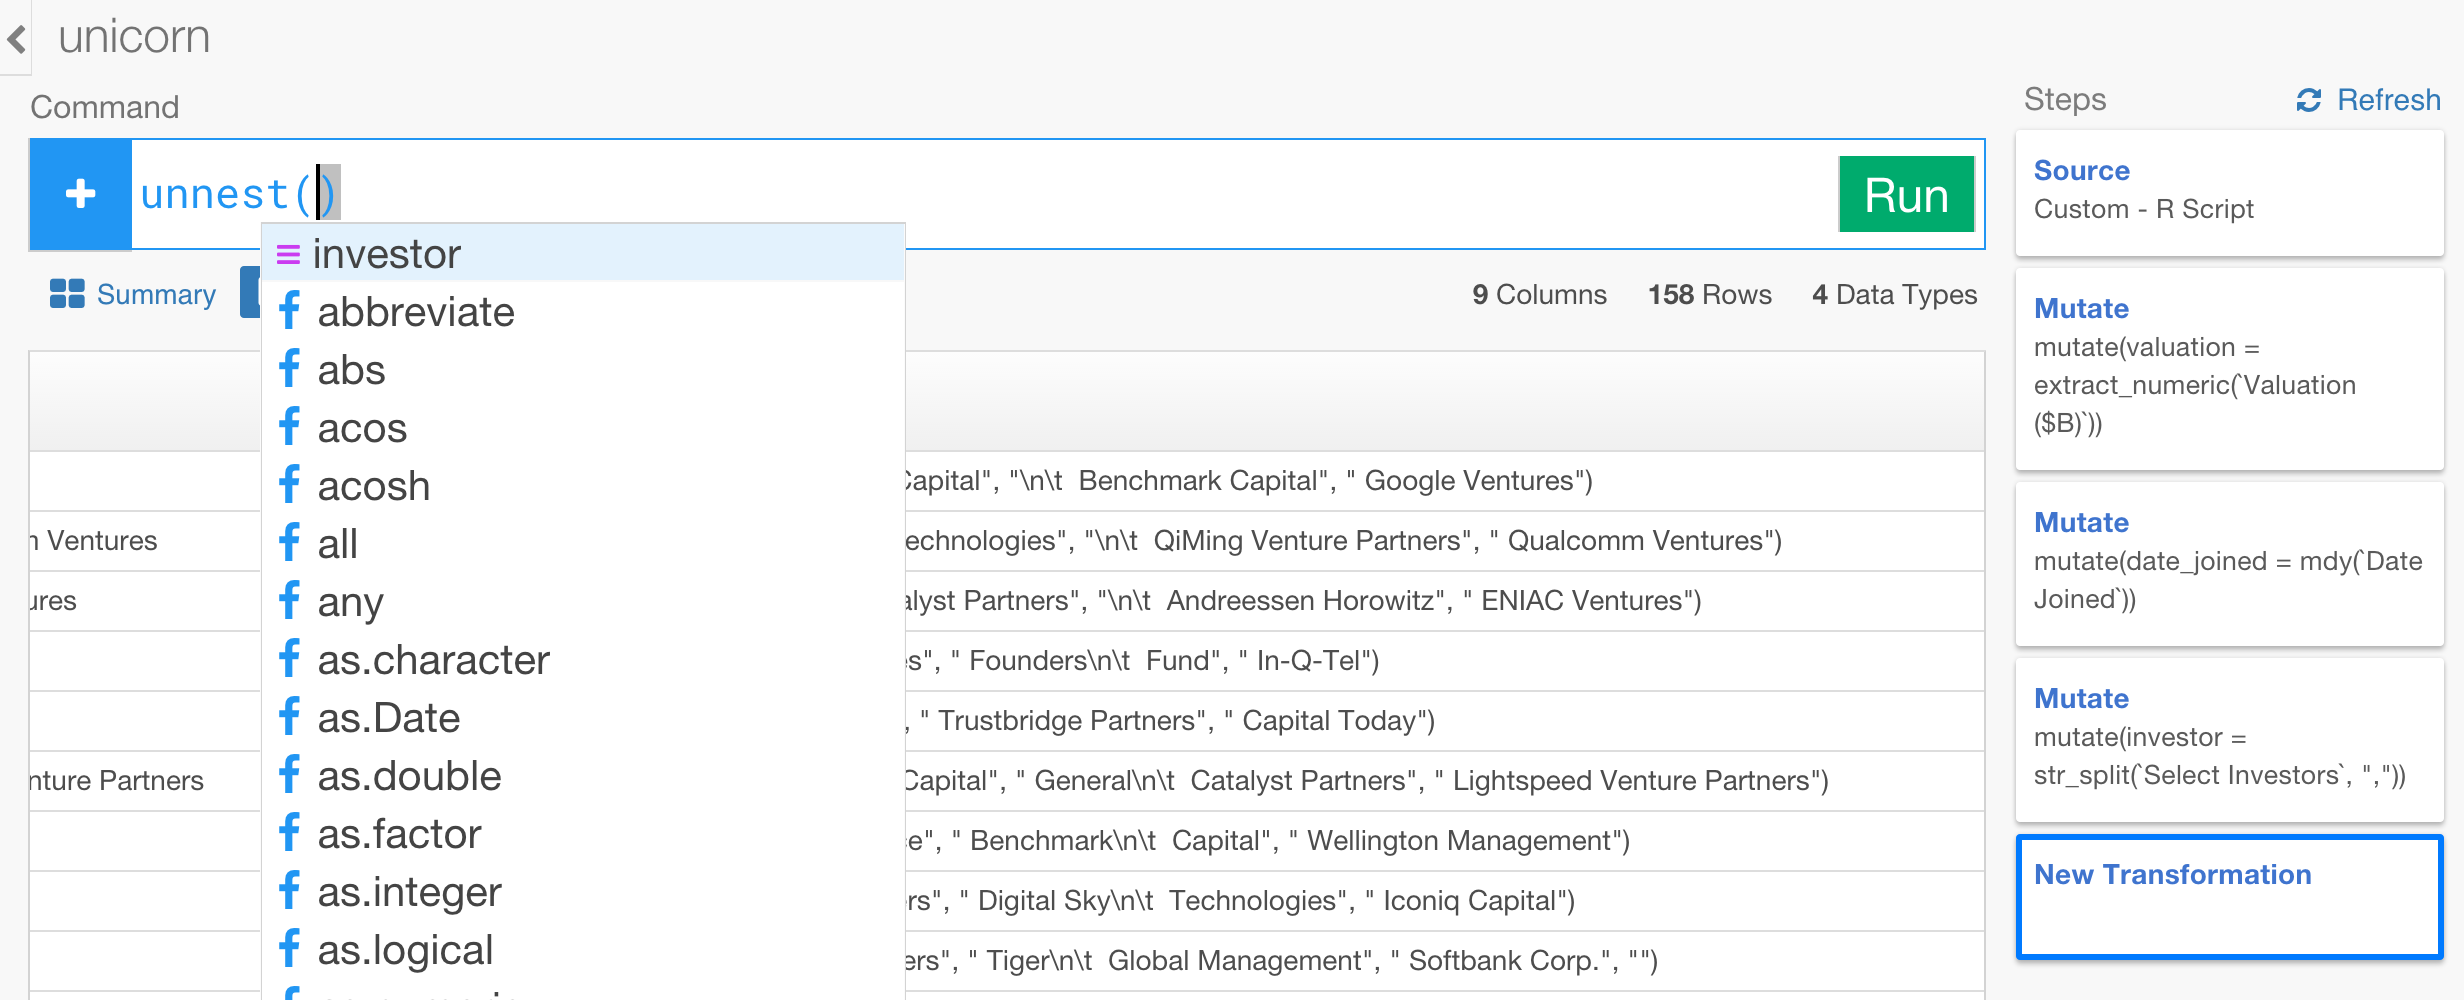 unicorn
Command
unnest()
Run
investor
abbreviate
abs
acos
acosh
all
any
as.character
as.Date
as.double
as.factor
as.integer
as.logical
Summary
9 Columns 158 Rows 4 Data Types
Capital", "\n\t Benchmark Capital", " Google Ventures")
Ventures
echnologies", "\n\t QiMing Venture Partners", " Qualcomm Ventures")
ures
alyst Partners", "\n\t Andreessen Horowitz", " ENIAC Ventures")
es", " Founders\n\t Fund", " In-Q-Tel")
, " Trustbridge Partners", " Capital Today")
nture Partners
Capital", " General\n\t Catalyst Partners", " Lightspeed Venture Partners")
e", " Benchmark\n\t Capital", " Wellington Management")
rs", " Digital Sky\n\t Technologies", " Iconiq Capital")
ers", " Tiger\n\t Global Management", " Softbank Corp.", "")
Steps
Refresh
Source
Custom - R Script
Mutate
mutate(valuation =
extract_numeric(`Valuation
($B)`))
Mutate
mutate(date_joined = mdy(`Date
Joined`))
Mutate
mutate(investor =
str_split(`Select Investors`, ","))
New Transformation